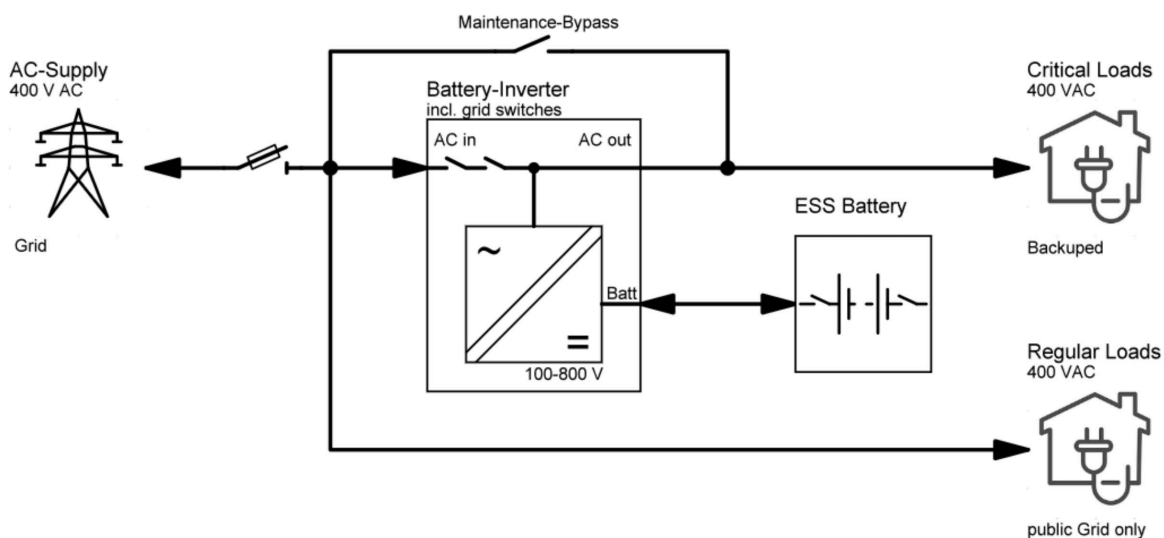 Maintenance-Bypass
AC-Supply
400 V AC
Grid
Battery-Inverter
incl. grid switches
AC in
AC out
~
=
Batt
100-800 V
ESS Battery
Critical Loads
400 VAC
Backuped
Regular Loads
400 VAC
public Grid only